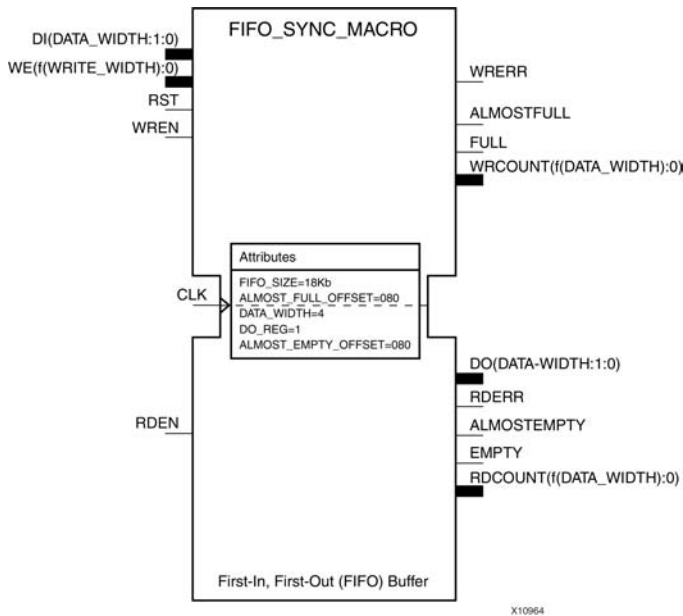 FIFO_SYNC_MACRO
DI(DATA_WIDTH:1:0)
WE(f(WRITE_WIDTH):0)
RST
WREN
WRERR
ALMOSTFULL
FULL
WRCOUNT(f(DATA_WIDTH):0)
Attributes
FIFO_SIZE=18Kb
ALMOST_FULL_OFFSET=080
DATA_WIDTH=4
DO_REG=1
ALMOST_EMPTY_OFFSET=080
CLK
DO(DATA-WIDTH:1:0)
RDERR
RDEN
ALMOSTEMPTY
EMPTY
RDCOUNT(f(DATA_WIDTH):0)
First-In, First-Out (FIFO) Buffer
X10964